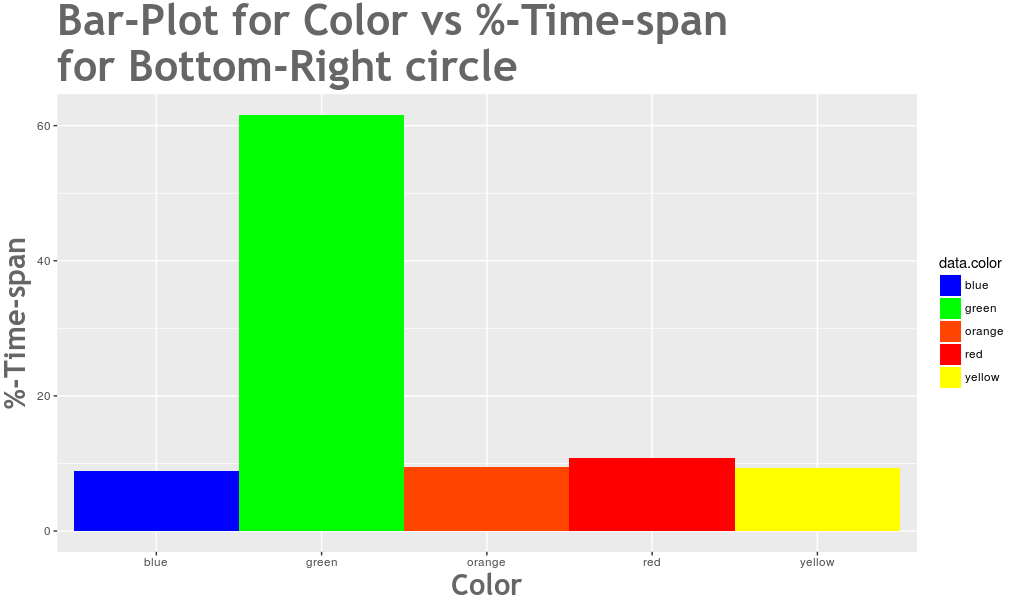 Bar-Plot for Color vs %-Time-span
for Bottom-Right circle
%-Time-span
60
40
20
0
blue
green
orange
red
yellow
Color
data.color
blue
green
orange
red
yellow